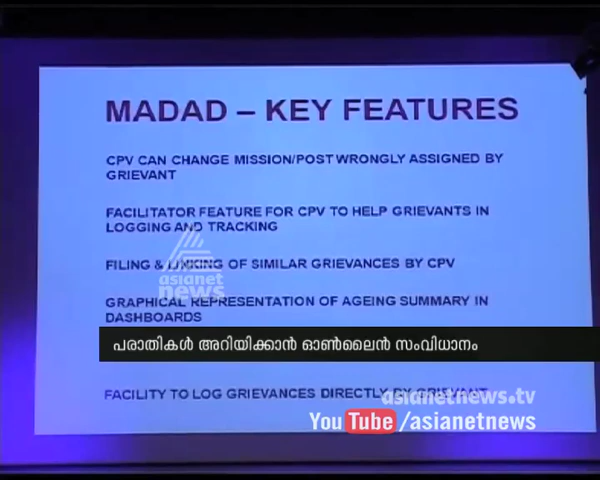 MADAD – KEY FEATURES
CPV CAN CHANGE MISSION/POST WRONGLY ASSIGNED BY
GRIEVANT
FACILITATOR FEATURE FOR CPV TO HELP GRIEVANTS IN
LOGGING AND TRACKING
FILING & LINKING OF SIMILAR GRIEVANCES BY CPV
asianet
news
GRAPHICAL REPRESENTATION OF AGEING SUMMARY IN
DASHBOARDS
പരാതികൾ അറിയിക്കാൻ ഓൺലൈൻ സംവിധാനം
FACILITY TO LOG GRIEVANCES DIRECTLY BY GRIEVANT
asianetnews.tv
YouTube/asianetnews